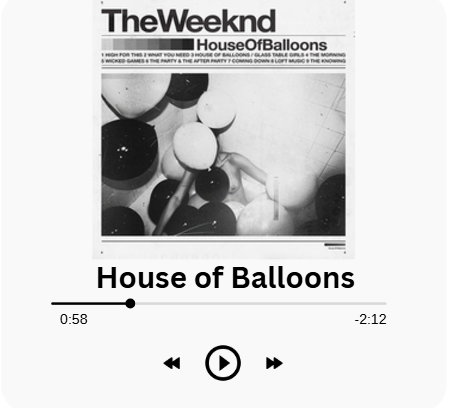 TheWeeknd
HouseOfBalloons
1 HIGH FOR THIS 2 WHAT YOU NEED 3 HOUSE OF BALLOONS / GLASS TABLE GIRLS 4 THE MORNING
5 WICKED GAMES 6 THE PARTY & THE AFTER PARTY 7 COMING DOWN 8 LOFT MUSIC 9 THE KNOWING
House of Balloons
0:58
-2:12